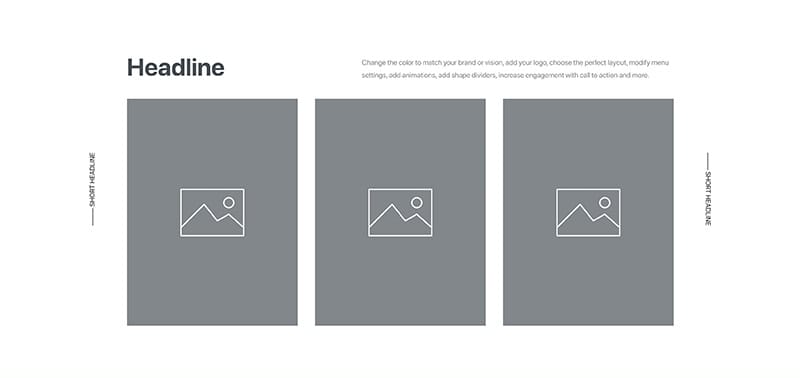 Headline
Change the color to match your brand or vision, add your logo, choose the perfect layout, modify menu
settings, add animations, add shape dividers, increase engagement with call to action and more.
SHORT HEADLINE
SHORT HEADLINE